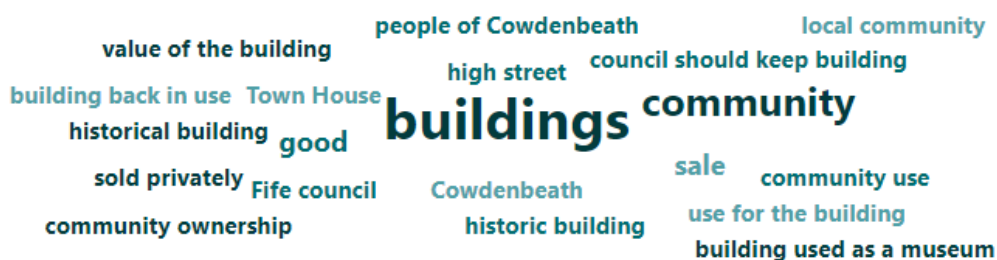 people of Cowdenbeath
local community
value of the building
council should keep building
high street
building back in use
Town House
buildings
community
historical building
good
sale
sold privately
Fife council
Cowdenbeath
community use
use for the building
community ownership
historic building
building used as a museum